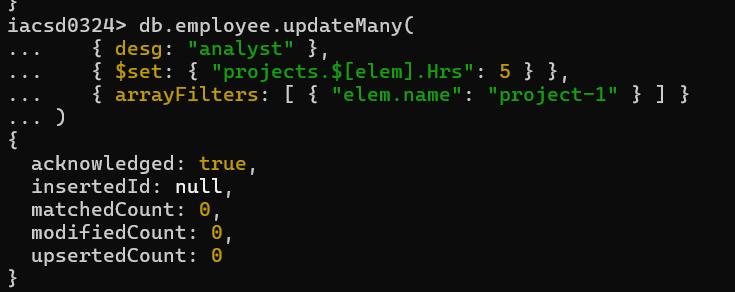 }
iacsd0324> db.employee.updateMany(
...    { desg: "analyst" },
...    { $set: { "projects.$[elem].Hrs": 5 } },
...    { arrayFilters: [ { "elem.name": "project-1" } ] }
... )
{
  acknowledged: true,
  insertedId: null,
  matchedCount: 0,
  modifiedCount: 0,
  upsertedCount: 0
}